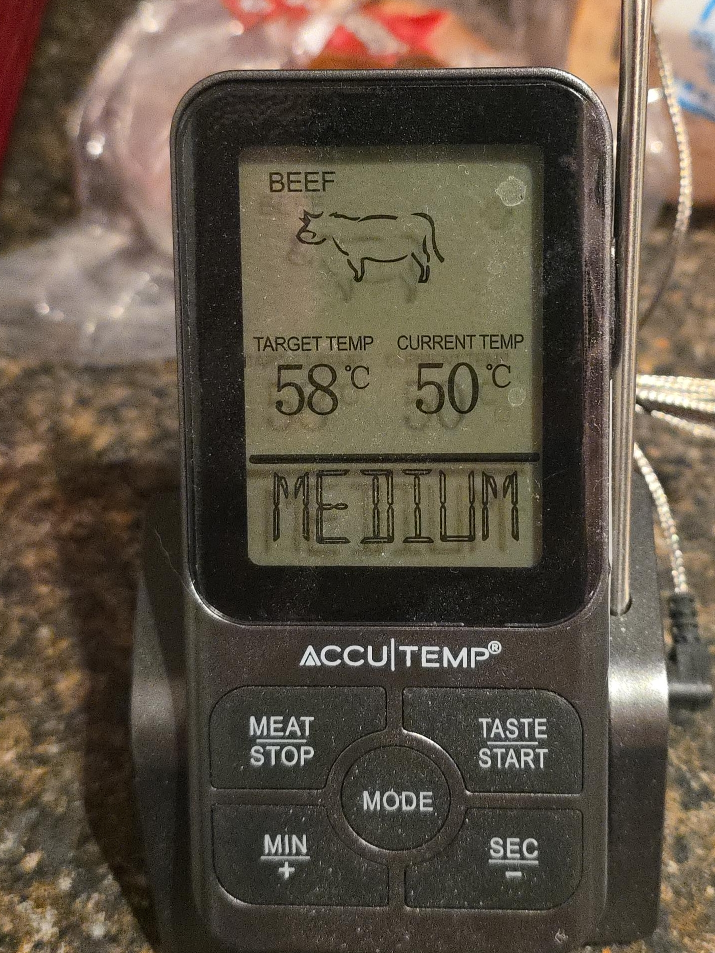 BEEF
TARGET TEMP CURRENT TEMP
58°C 50°C
MEDIUM
ACCU|TEMP®
MEAT TASTE
STOP START
MODE
MIN SEC
+ -